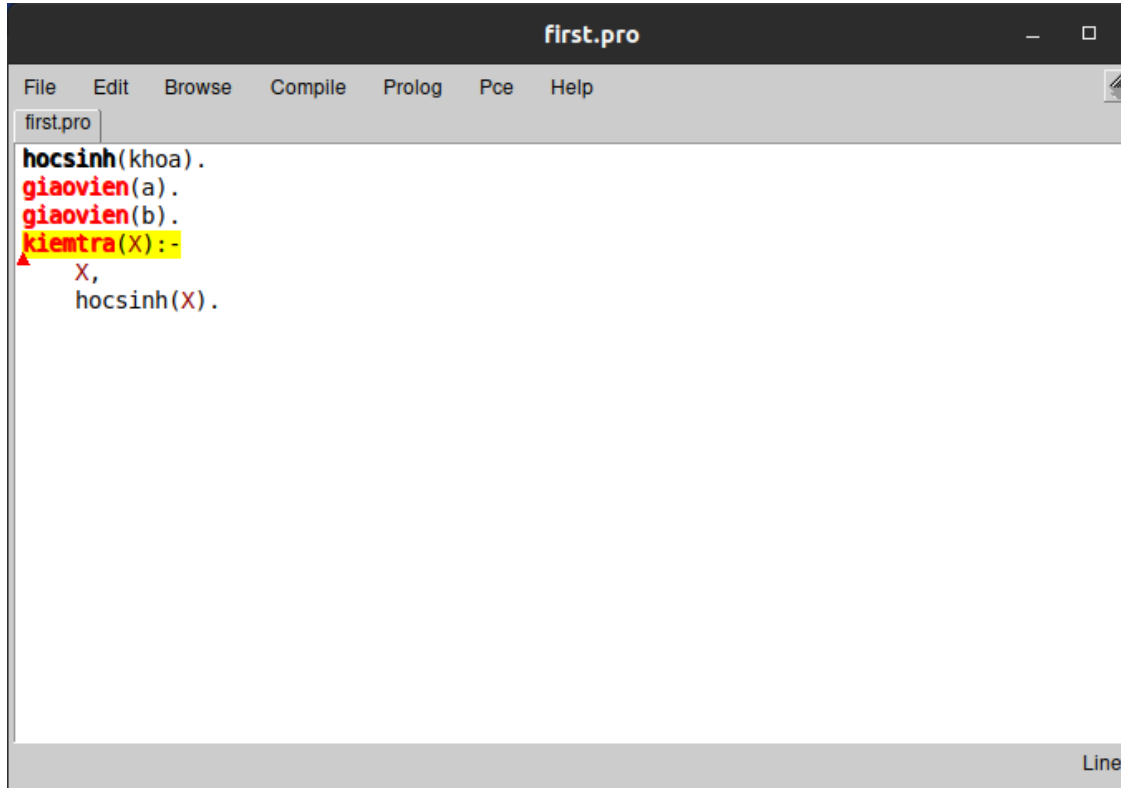 first.pro
File Edit Browse Compile Prolog Pce Help
first.pro
hocsinh(khoa).
giaovien(a).
giaovien(b).
kiemtra(X):-
    X,
    hocsinh(X).
Line